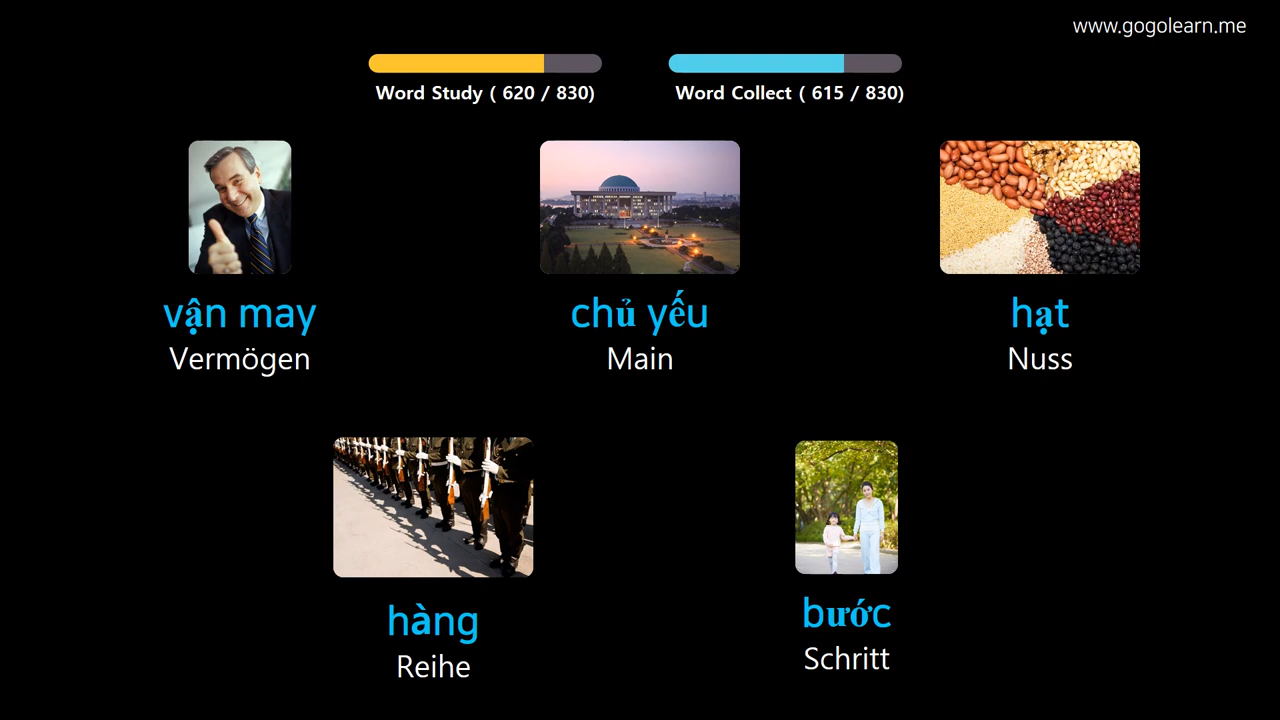 www.gogolearn.me
Word Study ( 620 / 830)
Word Collect ( 615 / 830)
vận may
Vermögen
chủ yếu
Main
hạt
Nuss
hàng
Reihe
bước
Schritt